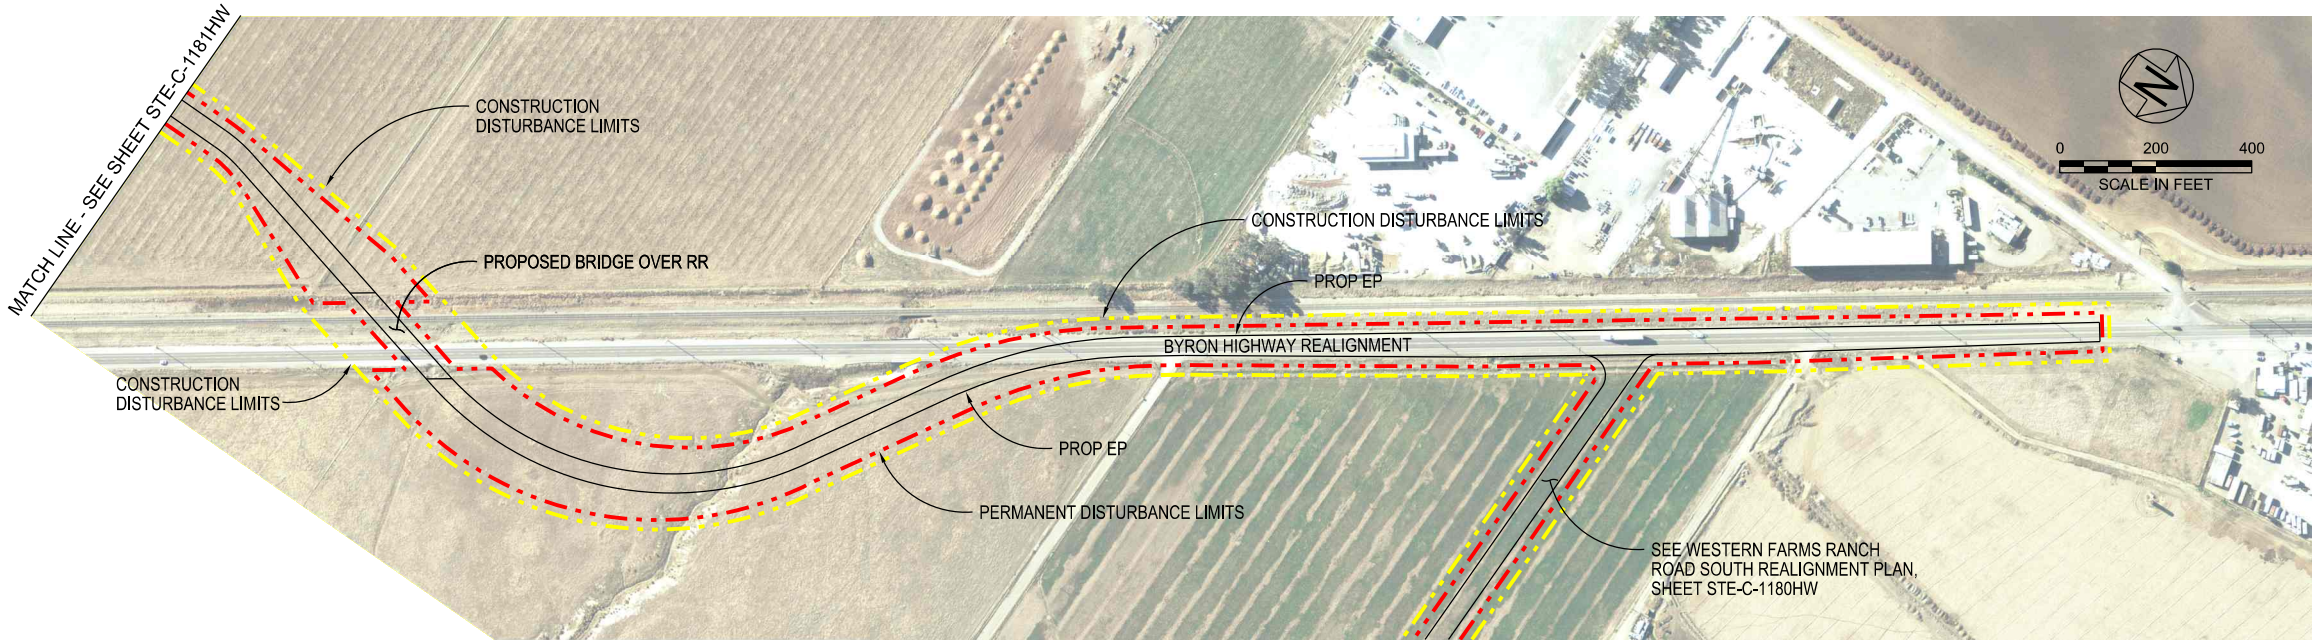 MATCH LINE - SEE SHEET STE-C-1181HW
CONSTRUCTION
DISTURBANCE LIMITS
PROPOSED BRIDGE OVER RR
CONSTRUCTION
DISTURBANCE LIMITS
CONSTRUCTION DISTURBANCE LIMITS
PROP EP
BYRON HIGHWAY REALIGNMENT
PROP EP
PERMANENT DISTURBANCE LIMITS
SEE WESTERN FARMS RANCH
ROAD SOUTH REALIGNMENT PLAN,
SHEET STE-C-1180HW
N
0 200 400
SCALE IN FEET